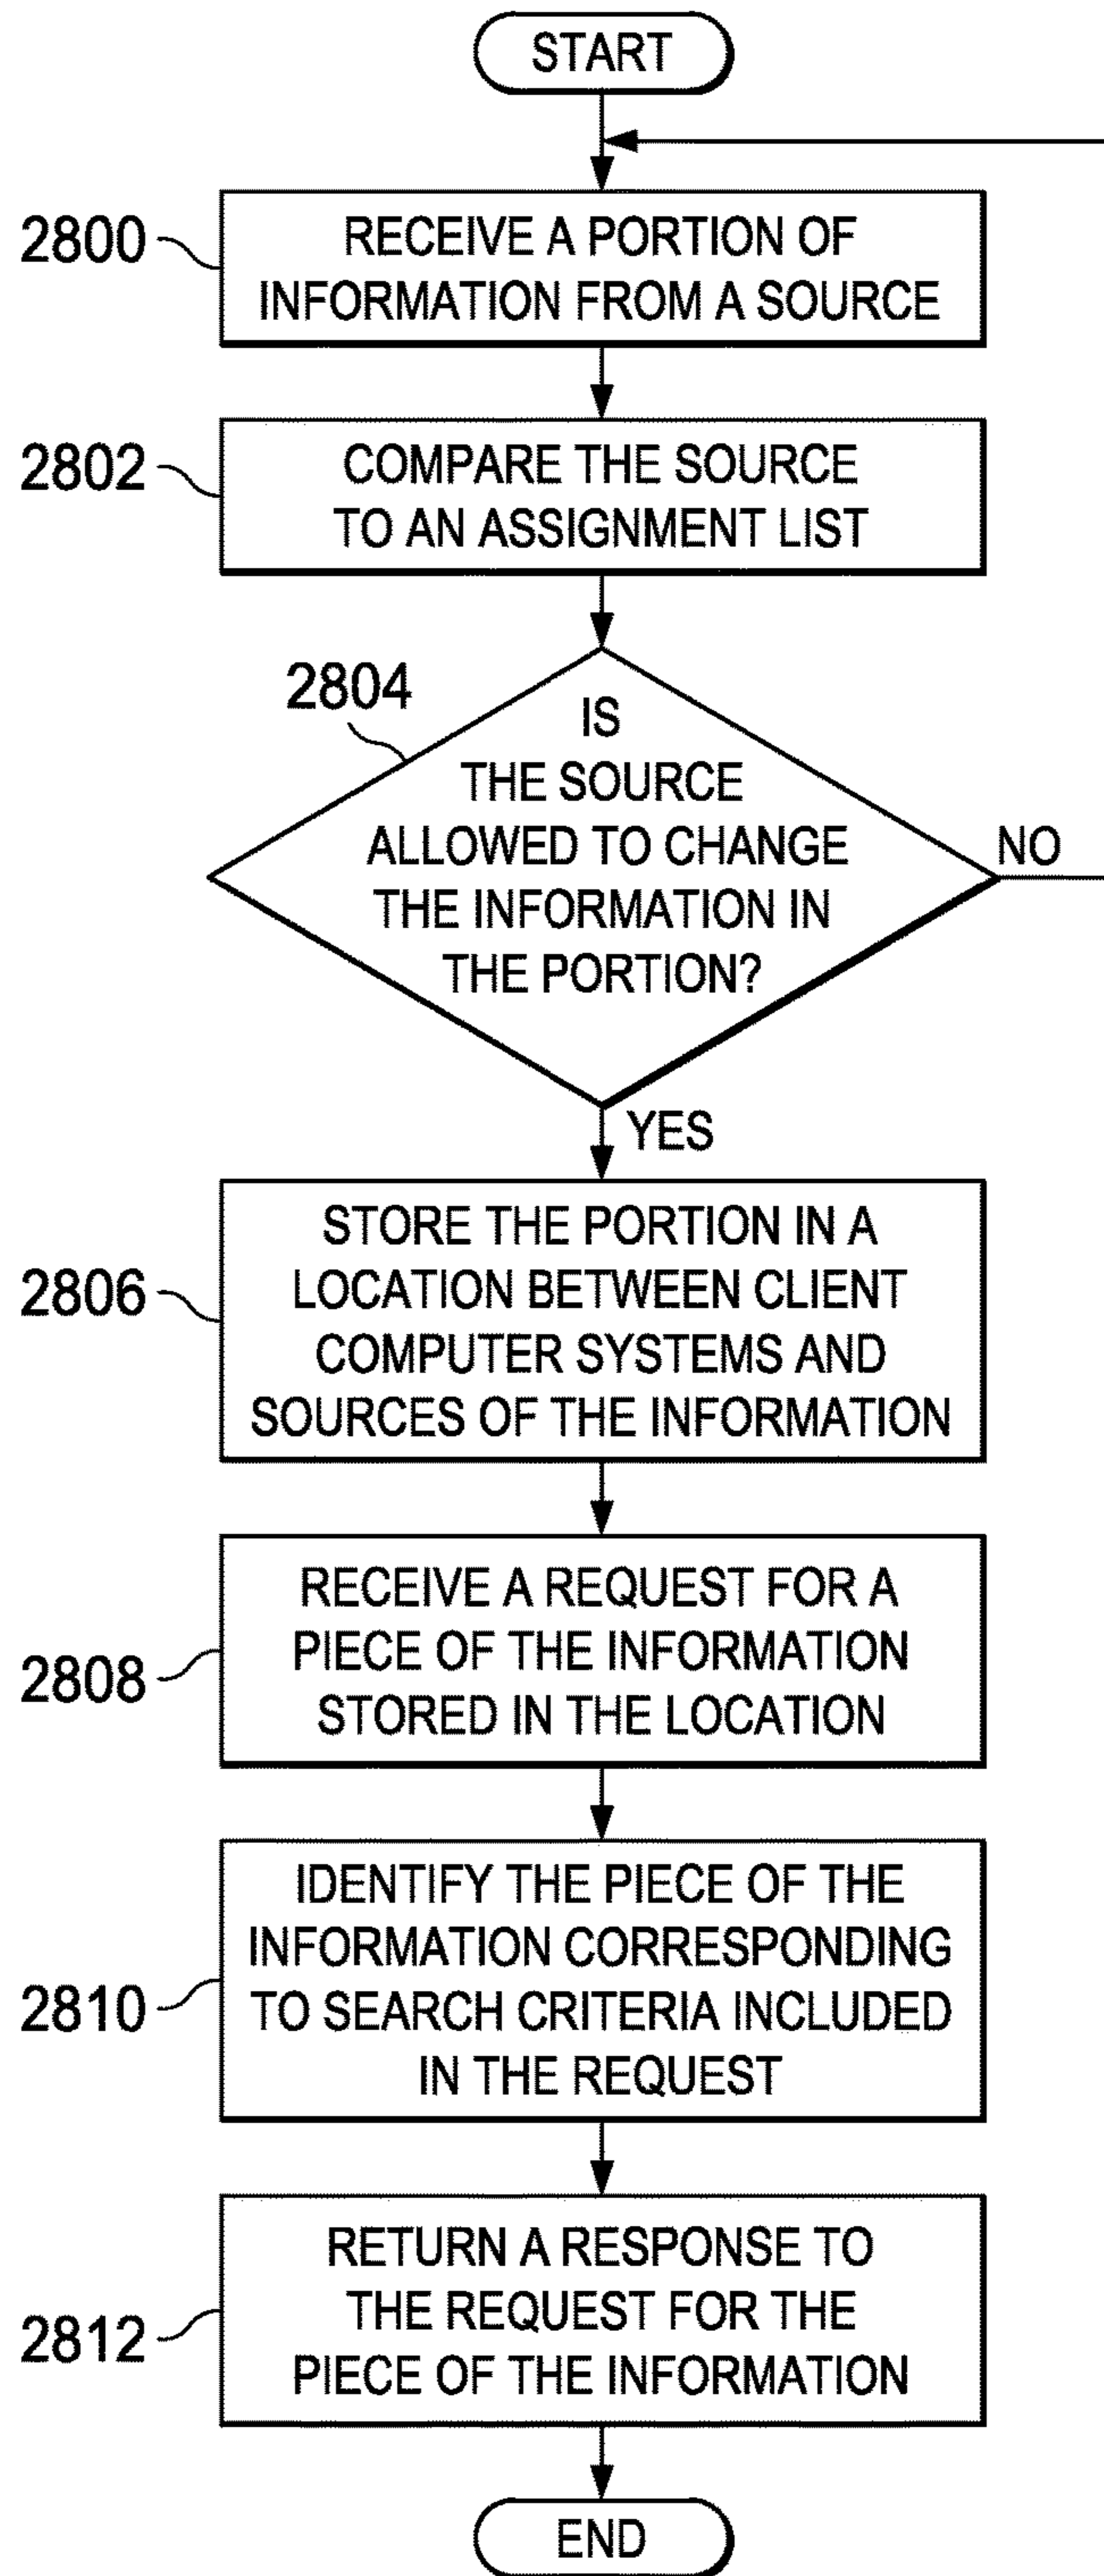 START
2800
RECEIVE A PORTION OF
INFORMATION FROM A SOURCE
2802
COMPARE THE SOURCE
TO AN ASSIGNMENT LIST
2804
IS
THE SOURCE
ALLOWED TO CHANGE
THE INFORMATION IN
THE PORTION?
NO
YES
2806
STORE THE PORTION IN A
LOCATION BETWEEN CLIENT
COMPUTER SYSTEMS AND
SOURCES OF THE INFORMATION
2808
RECEIVE A REQUEST FOR A
PIECE OF THE INFORMATION
STORED IN THE LOCATION
2810
IDENTIFY THE PIECE OF THE
INFORMATION CORRESPONDING
TO SEARCH CRITERIA INCLUDED
IN THE REQUEST
2812
RETURN A RESPONSE TO
THE REQUEST FOR THE
PIECE OF THE INFORMATION
END